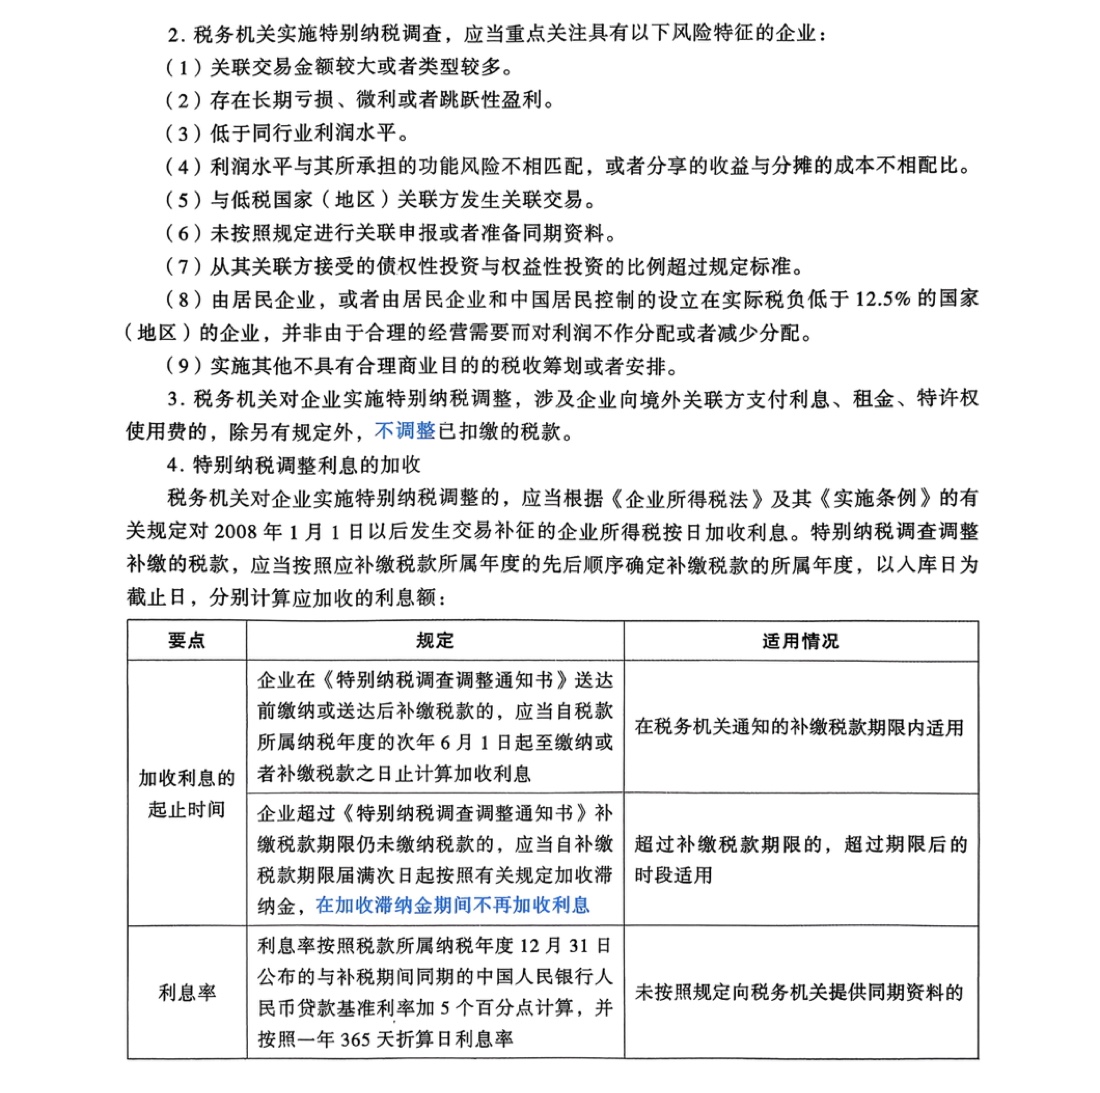 2. 税务机关实施特别纳税调查，应当重点关注具有以下风险特征的企业：
（1）关联交易金额较大或者类型较多。
（2）存在长期亏损、微利或者跳跃性盈利。
（3）低于同行业利润水平。
（4）利润水平与其所承担的功能风险不相匹配，或者分享的收益与分摊的成本不相配比。
（5）与低税国家（地区）关联方发生关联交易。
（6）未按照规定进行关联申报或者准备同期资料。
（7）从其关联方接受的债权性投资与权益性投资的比例超过规定标准。
（8）由居民企业，或者由居民企业和中国居民控制的设立在实际税负低于 12.5% 的国家
（地区）的企业，并非由于合理的经营需要而对利润不作分配或者减少分配。
（9）实施其他不具有合理商业目的的税收筹划或者安排。
3. 税务机关对企业实施特别纳税调整，涉及企业向境外关联方支付利息、租金、特许权
使用费的，除另有规定外，不调整已扣缴的税款。
4. 特别纳税调整利息的加收
税务机关对企业实施特别纳税调整的，应当根据《企业所得税法》及其《实施条例》的有
关规定对 2008 年 1 月 1 日以后发生交易补征的企业所得税按日加收利息。特别纳税调查调整
补缴的税款，应当按照应补缴税款所属年度的先后顺序确定补缴税款的所属年度，以入库日为
截止日，分别计算应加收的利息额：
要点
规定
适用情况
加收利息的
起止时间
企业在《特别纳税调查调整通知书》送达
前缴纳或送达后补缴税款的，应当自税款
所属纳税年度的次年 6 月 1 日起至缴纳或
者补缴税款之日止计算加收利息
在税务机关通知的补缴税款期限内适用
企业超过《特别纳税调查调整通知书》补
缴税款期限仍未缴纳税款的，应当自补缴
税款期限届满次日起按照有关规定加收滞
纳金，在加收滞纳金期间不再加收利息
超过补缴税款期限的，超过期限后的
时段适用
利息率
利息率按照税款所属纳税年度 12 月 31 日
公布的与补税期间同期的中国人民银行人
民币贷款基准利率加 5 个百分点计算，并
按照一年 365 天折算日利息率
未按照规定向税务机关提供同期资料的